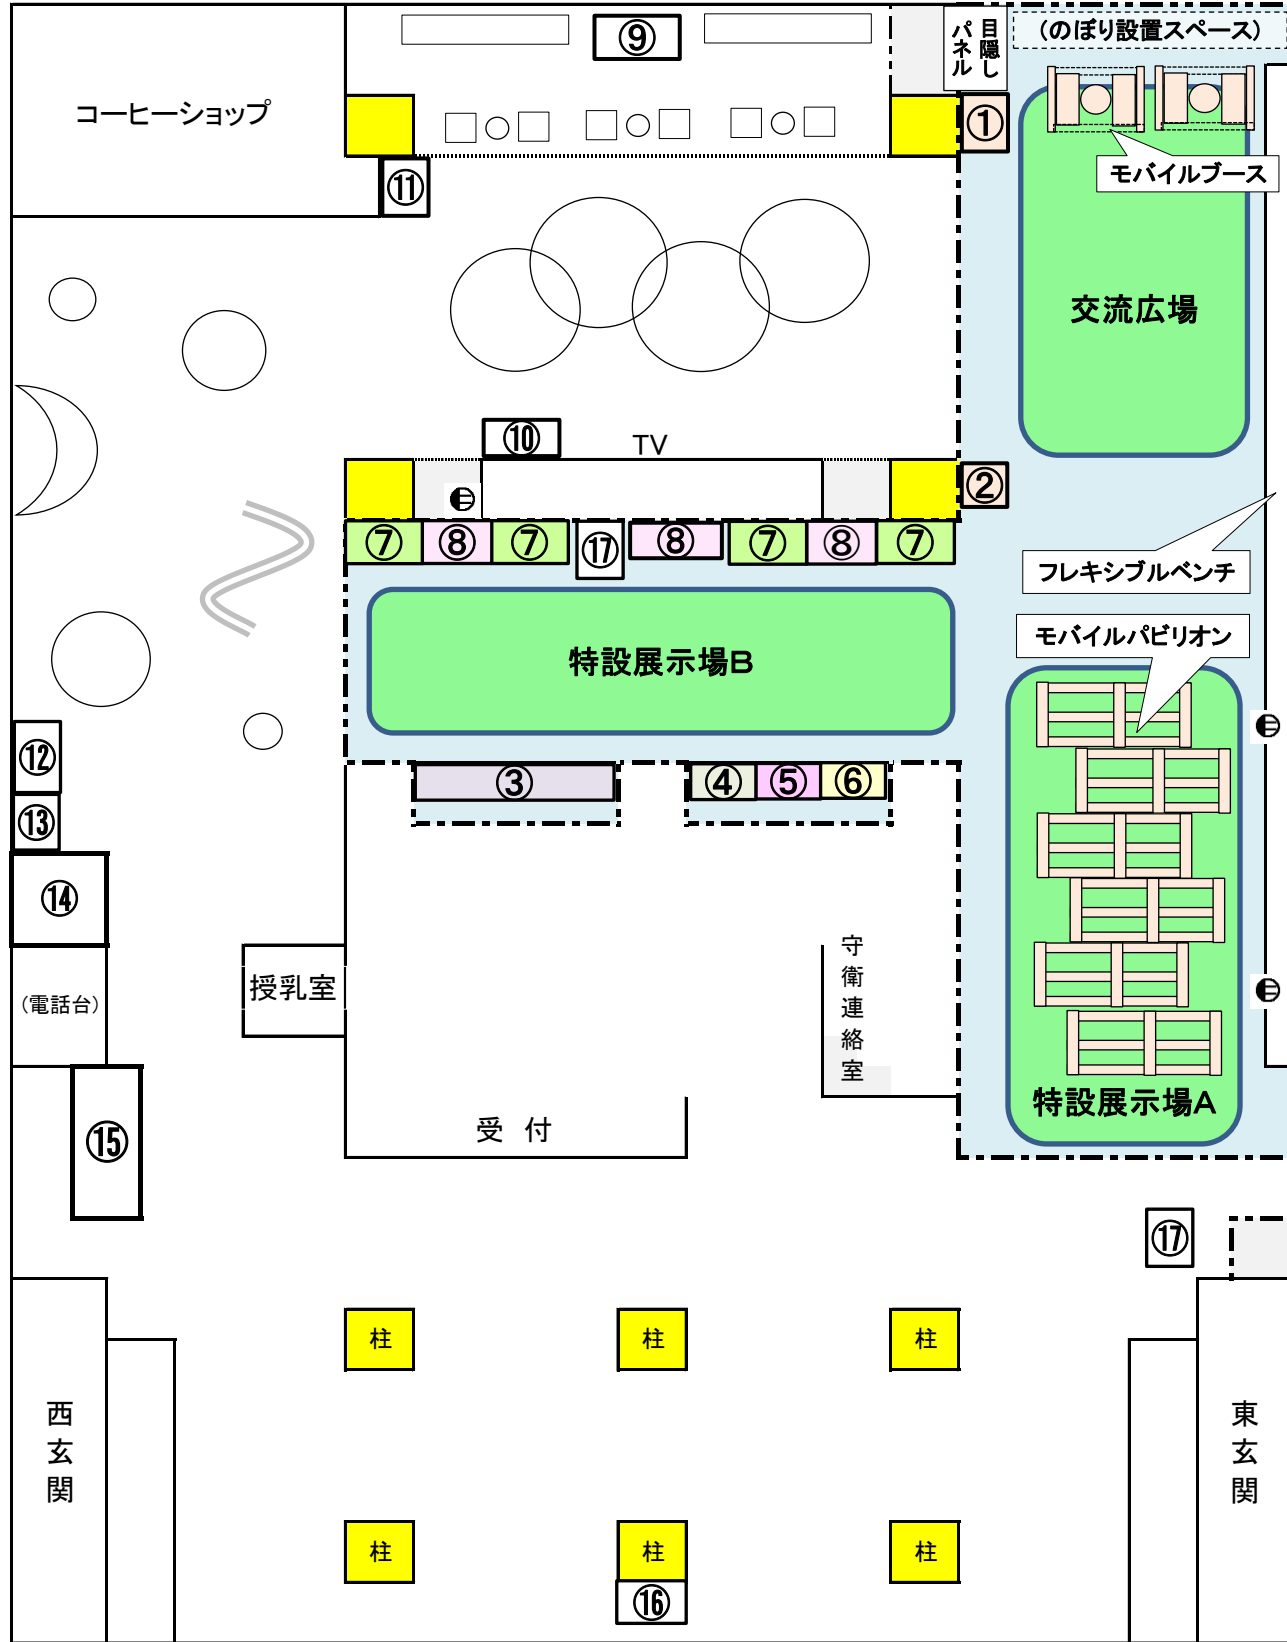 ⑨
目隠し
パネル
(のぼり設置スペース)
コーヒーショップ
①
⑪
モバイルブース
交流広場
⑩
TV
②
⑦
⑧
⑦
⑰
⑧
⑦
⑧
⑦
フレキシブルベンチ
モバイルパビリオン
特設展示場B
⑫
③
④
⑤
⑥
⑬
⑭
守衛連絡室
授乳室
(電話台)
特設展示場A
受 付
⑮
⑰
柱
柱
柱
西玄関
東玄関
柱
柱
柱
⑯